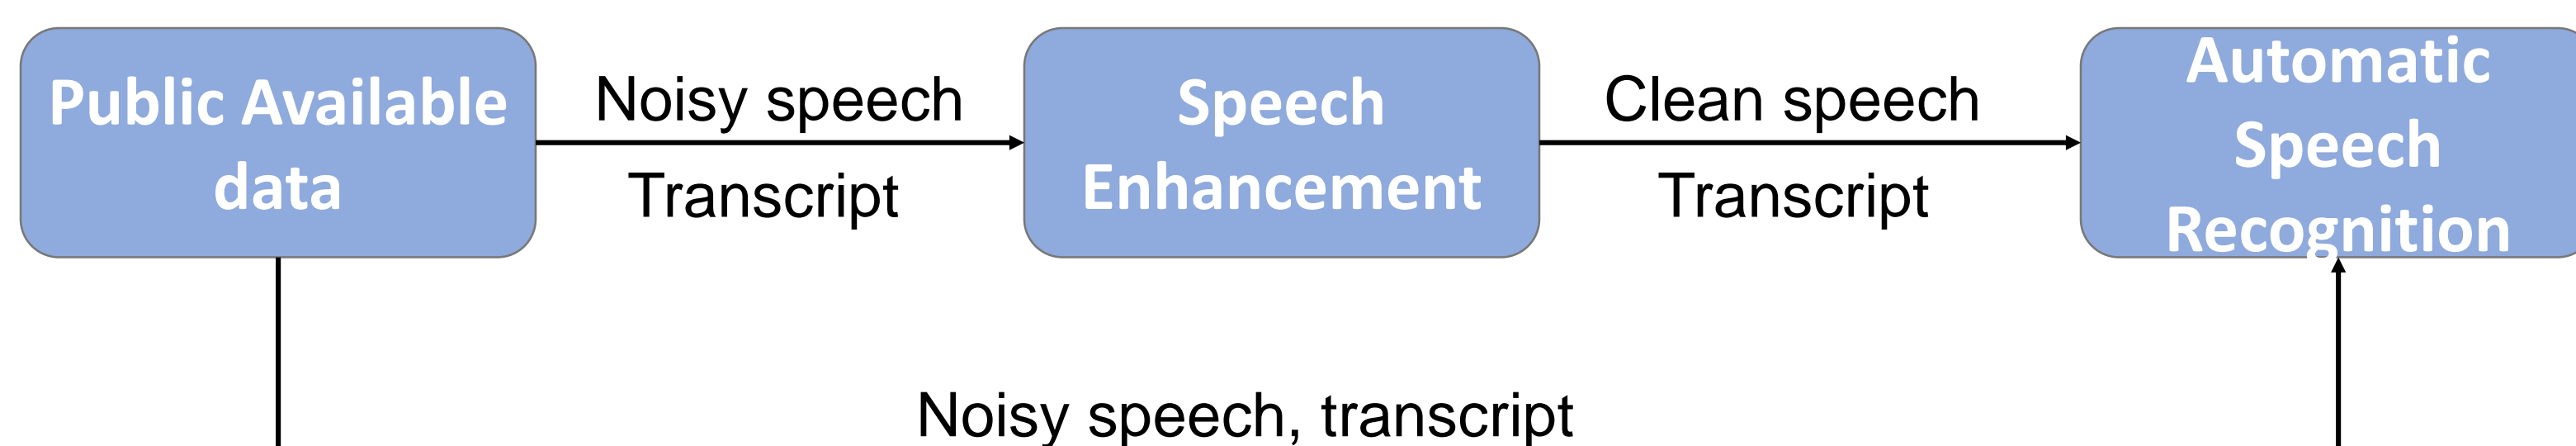 Public Available
data
Noisy speech
Transcript
Speech
Enhancement
Clean speech
Transcript
Automatic
Speech
Recognition
Noisy speech, transcript